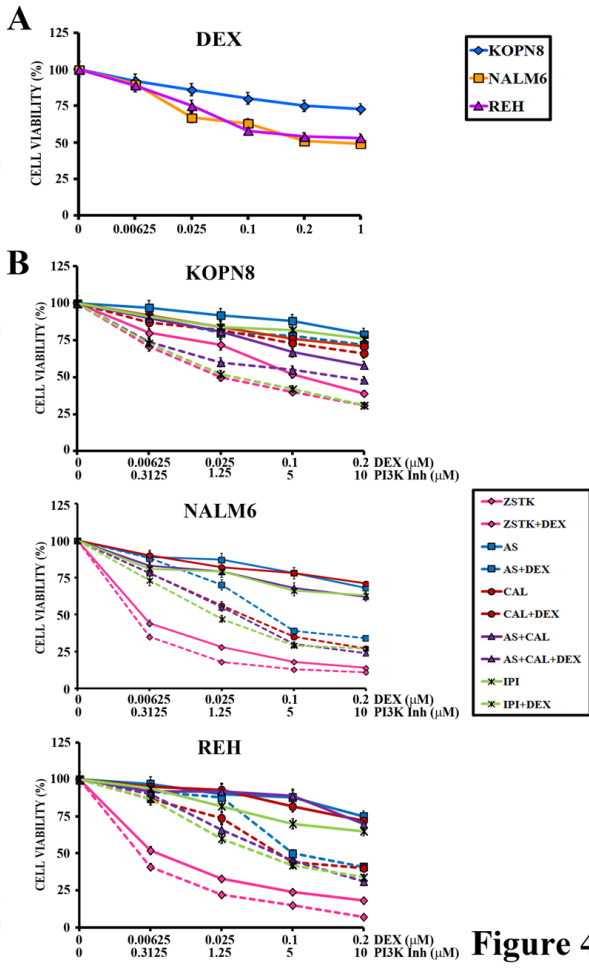 A
DEX
CELL VIABILITY (%)
125
100
75
50
25
0
0 0.00625 0.025 0.1 0.2 1
KOPN8
NALM6
REH
B
KOPN8
CELL VIABILITY (%)
125
100
75
50
25
0
0 0.00625 0.025 0.1 0.2 DEX (μM)
0 0.3125 1.25 5 10 PI3K Inh (μM)
NALM6
CELL VIABILITY (%)
125
100
75
50
25
0
0 0.00625 0.025 0.1 0.2 DEX (μM)
0 0.3125 1.25 5 10 PI3K Inh (μM)
ZSTK
ZSTK+DEX
AS
AS+DEX
CAL
CAL+DEX
AS+CAL
AS+CAL+DEX
IPI
IPI+DEX
REH
CELL VIABILITY (%)
125
100
75
50
25
0
0 0.00625 0.025 0.1 0.2 DEX (μM)
0 0.3125 1.25 5 10 PI3K Inh (μM)
Figure 4